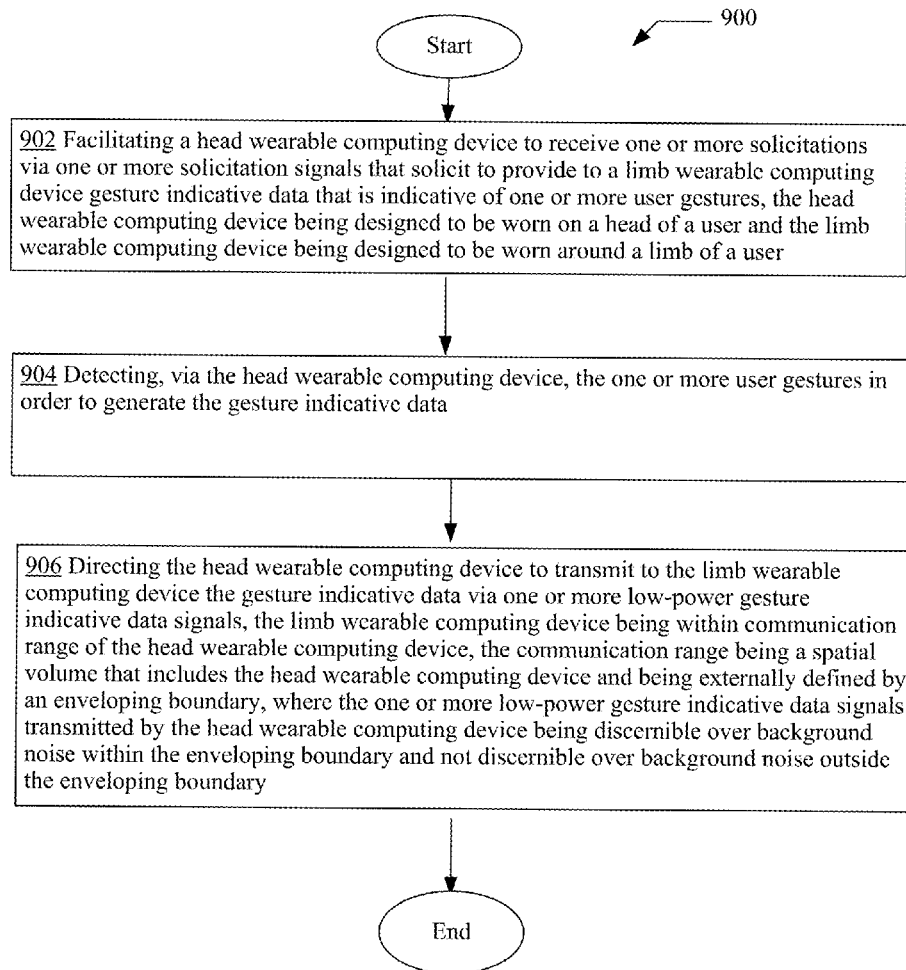 900
Start
902 Facilitating a head wearable computing device to receive one or more solicitations
via one or more solicitation signals that solicit to provide to a limb wearable computing
device gesture indicative data that is indicative of one or more user gestures, the head
wearable computing device being designed to be worn on a head of a user and the limb
wearable computing device being designed to be worn around a limb of a user
904 Detecting, via the head wearable computing device, the one or more user gestures in
order to generate the gesture indicative data
906 Directing the head wearable computing device to transmit to the limb wearable
computing device the gesture indicative data via one or more low-power gesture
indicative data signals, the limb wearable computing device being within communication
range of the head wearable computing device, the communication range being a spatial
volume that includes the head wearable computing device and being externally defined by
an enveloping boundary, where the one or more low-power gesture indicative data signals
transmitted by the head wearable computing device being discernible over background
noise within the enveloping boundary and not discernible over background noise outside
the enveloping boundary
End